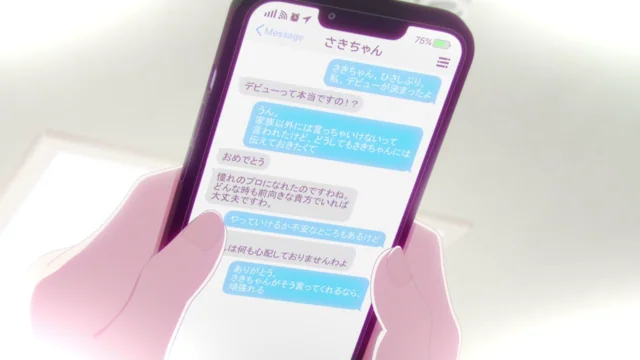 75%
Message
さきちゃん
さきちゃん、ひさしぶり。
私、デビューが決まったよ
デビューって本当ですの！？
うん。
家族以外には言っちゃいけないって
言われたけど、どうしてもさきちゃんには
伝えておきたくて
おめでとう
憧れのプロになれたのですわね。
どんな時も前向きな貴方でいれば
大丈夫ですわ。
やっていけるか不安なところもあるけど
は何も心配しておりませんわよ
ありがとう。
さきちゃんがそう言ってくれるなら、
頑張れる